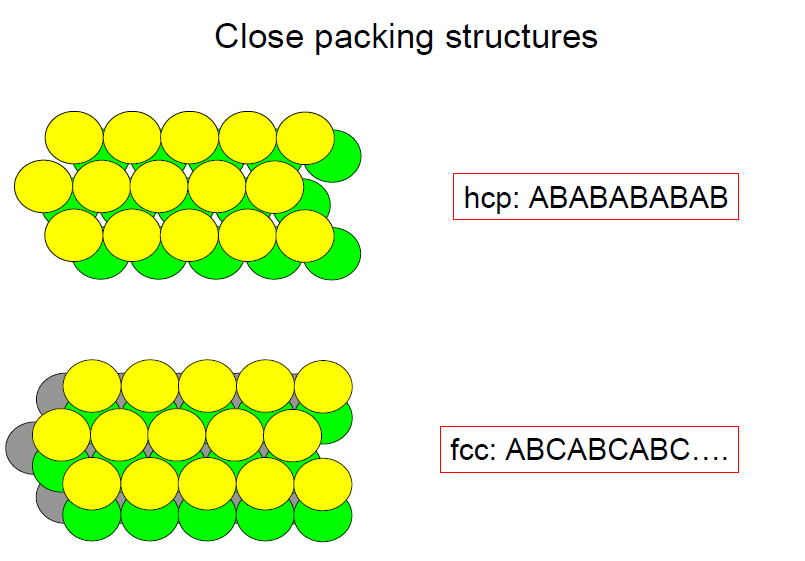 Close packing structures
hcp: ABABABABAB
fcc: ABCABCABC….